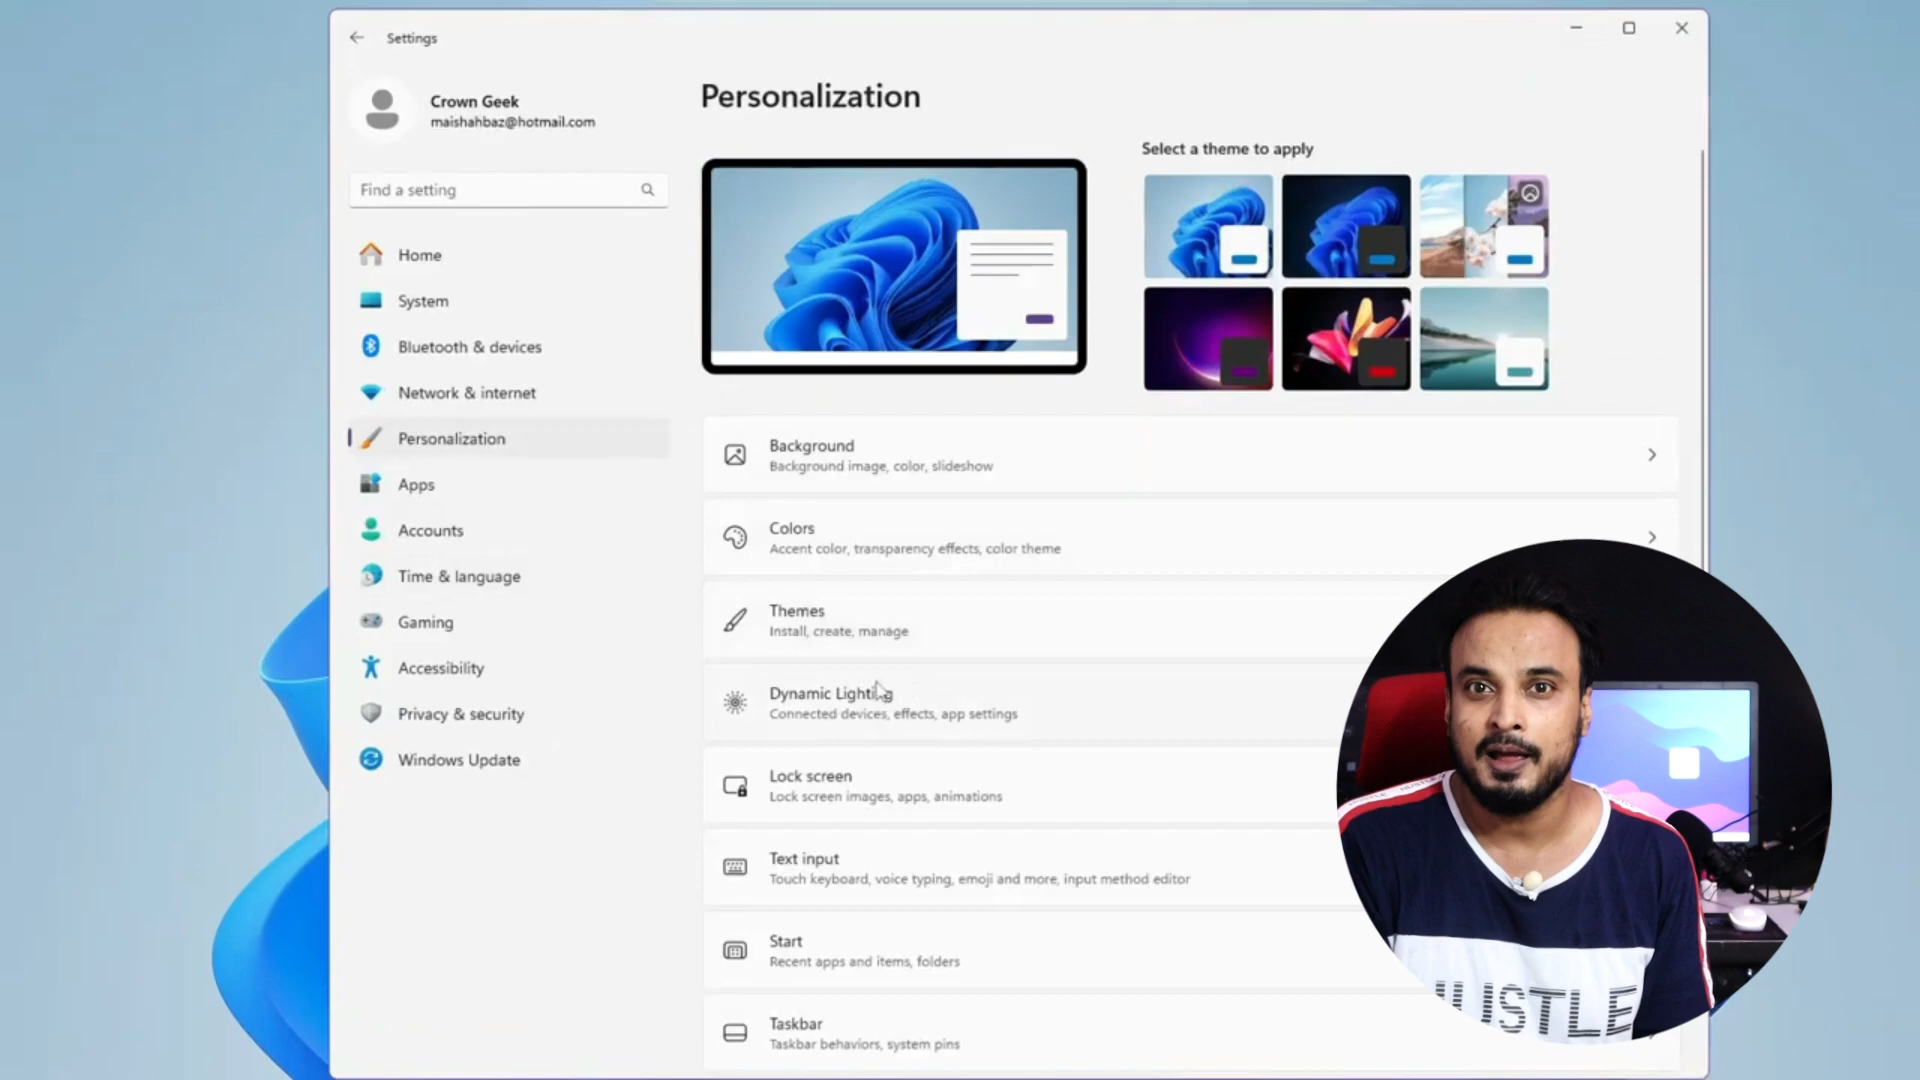 Settings
Crown Geek
maishahbaz@hotmail.com
Find a setting
Home
System
Bluetooth & devices
Network & internet
Personalization
Apps
Accounts
Time & language
Gaming
Accessibility
Privacy & security
Windows Update
Personalization
Select a theme to apply
Background
Background image, color, slideshow
Colors
Accent color, transparency effects, color theme
Themes
Install, create, manage
Dynamic Lighting
Connected devices, effects, app settings
Lock screen
Lock screen images, apps, animations
Text input
Touch keyboard, voice typing, emoji and more, input method editor
Start
Recent apps and items, folders
Taskbar
Taskbar behaviors, system pins
HUSTLE